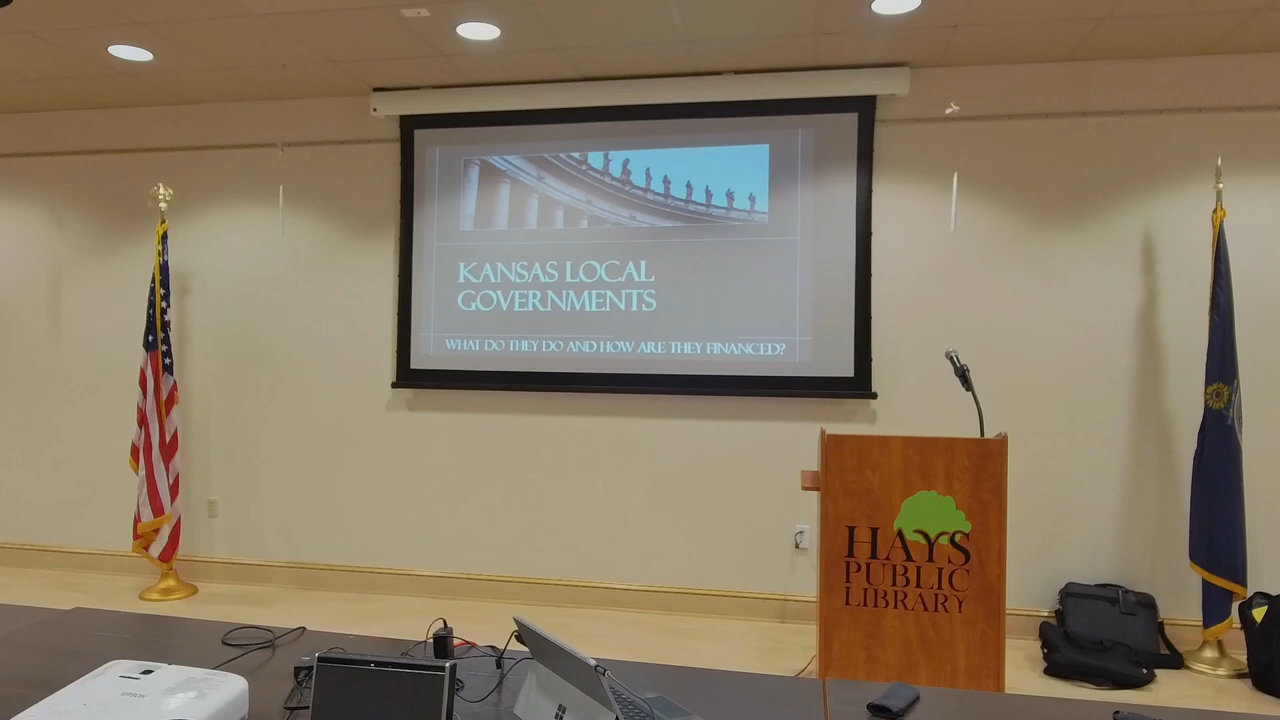 KANSAS LOCAL
GOVERNMENTS
WHAT DO THEY DO AND HOW ARE THEY FINANCED?
HAYS
PUBLIC
LIBRARY
EPSON